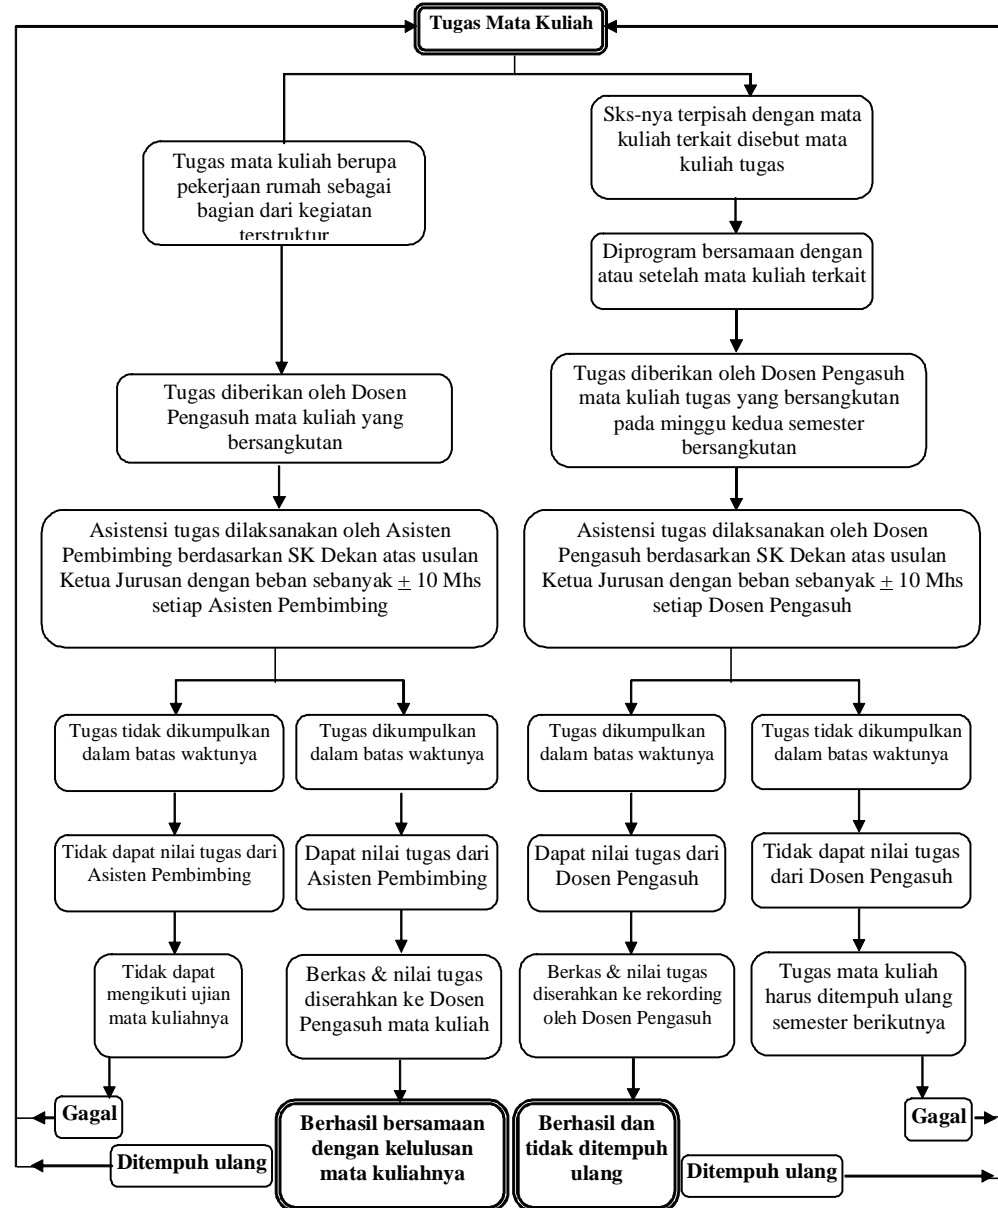 Tugas Mata Kuliah
Tugas mata kuliah berupa
pekerjaan rumah sebagai
bagian dari kegiatan
terstruktur
Sks-nya terpisah dengan mata
kuliah terkait disebut mata
kuliah tugas
Diprogram bersamaan dengan
atau setelah mata kuliah terkait
Tugas diberikan oleh Dosen
Pengasuh mata kuliah yang
bersangkutan
Tugas diberikan oleh Dosen Pengasuh
mata kuliah tugas yang bersangkutan
pada minggu kedua semester
bersangkutan
Asistensi tugas dilaksanakan oleh Asisten
Pembimbing berdasarkan SK Dekan atas usulan
Ketua Jurusan dengan beban sebanyak ± 10 Mhs
setiap Asisten Pembimbing
Asistensi tugas dilaksanakan oleh Dosen
Pengasuh berdasarkan SK Dekan atas usulan
Ketua Jurusan dengan beban sebanyak ± 10 Mhs
setiap Dosen Pengasuh
Tugas tidak dikumpulkan
dalam batas waktunya
Tugas dikumpulkan
dalam batas waktunya
Tugas dikumpulkan
dalam batas waktunya
Tugas tidak dikumpulkan
dalam batas waktunya
Tidak dapat nilai tugas dari
Asisten Pembimbing
Dapat nilai tugas dari
Asisten Pembimbing
Dapat nilai tugas dari
Dosen Pengasuh
Tidak dapat nilai tugas
dari Dosen Pengasuh
Tidak dapat
mengikuti ujian
mata kuliahnya
Berkas & nilai tugas
diserahkan ke Dosen
Pengasuh mata kuliah
Berkas & nilai tugas
diserahkan ke rekording
oleh Dosen Pengasuh
Tugas mata kuliah
harus ditempuh ulang
semester berikutnya
Gagal
Berhasil bersamaan
dengan kelulusan
mata kuliahnya
Berhasil dan
tidak ditempuh
ulang
Gagal
Ditempuh ulang
Ditempuh ulang